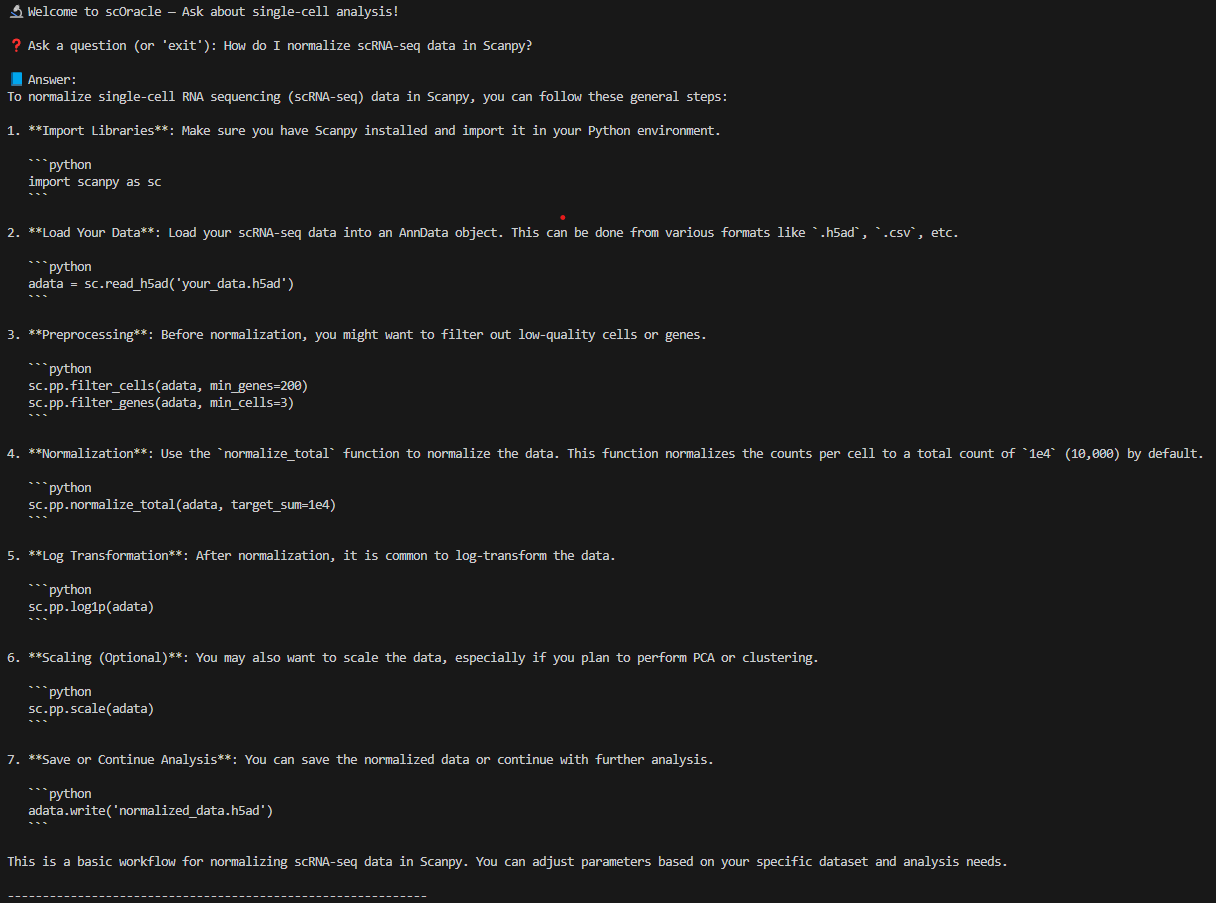 🔬 Welcome to scOracle — Ask about single-cell analysis!
❓ Ask a question (or 'exit'): How do I normalize scRNA-seq data in Scanpy?
📘 Answer:
To normalize single-cell RNA sequencing (scRNA-seq) data in Scanpy, you can follow these general steps:
1. **Import Libraries**: Make sure you have Scanpy installed and import it in your Python environment.
```python
import scanpy as sc
```
2. **Load Your Data**: Load your scRNA-seq data into an AnnData object. This can be done from various formats like `.h5ad`, `.csv`, etc.
```python
adata = sc.read_h5ad('your_data.h5ad')
```
3. **Preprocessing**: Before normalization, you might want to filter out low-quality cells or genes.
```python
sc.pp.filter_cells(adata, min_genes=200)
sc.pp.filter_genes(adata, min_cells=3)
```
4. **Normalization**: Use the `normalize_total` function to normalize the data. This function normalizes the counts per cell to a total count of `1e4` (10,000) by default.
```python
sc.pp.normalize_total(adata, target_sum=1e4)
```
5. **Log Transformation**: After normalization, it is common to log-transform the data.
```python
sc.pp.log1p(adata)
```
6. **Scaling (Optional)**: You may also want to scale the data, especially if you plan to perform PCA or clustering.
```python
sc.pp.scale(adata)
```
7. **Save or Continue Analysis**: You can save the normalized data or continue with further analysis.
```python
adata.write('normalized_data.h5ad')
```
This is a basic workflow for normalizing scRNA-seq data in Scanpy. You can adjust parameters based on your specific dataset and analysis needs.
------------------------------------------------------------